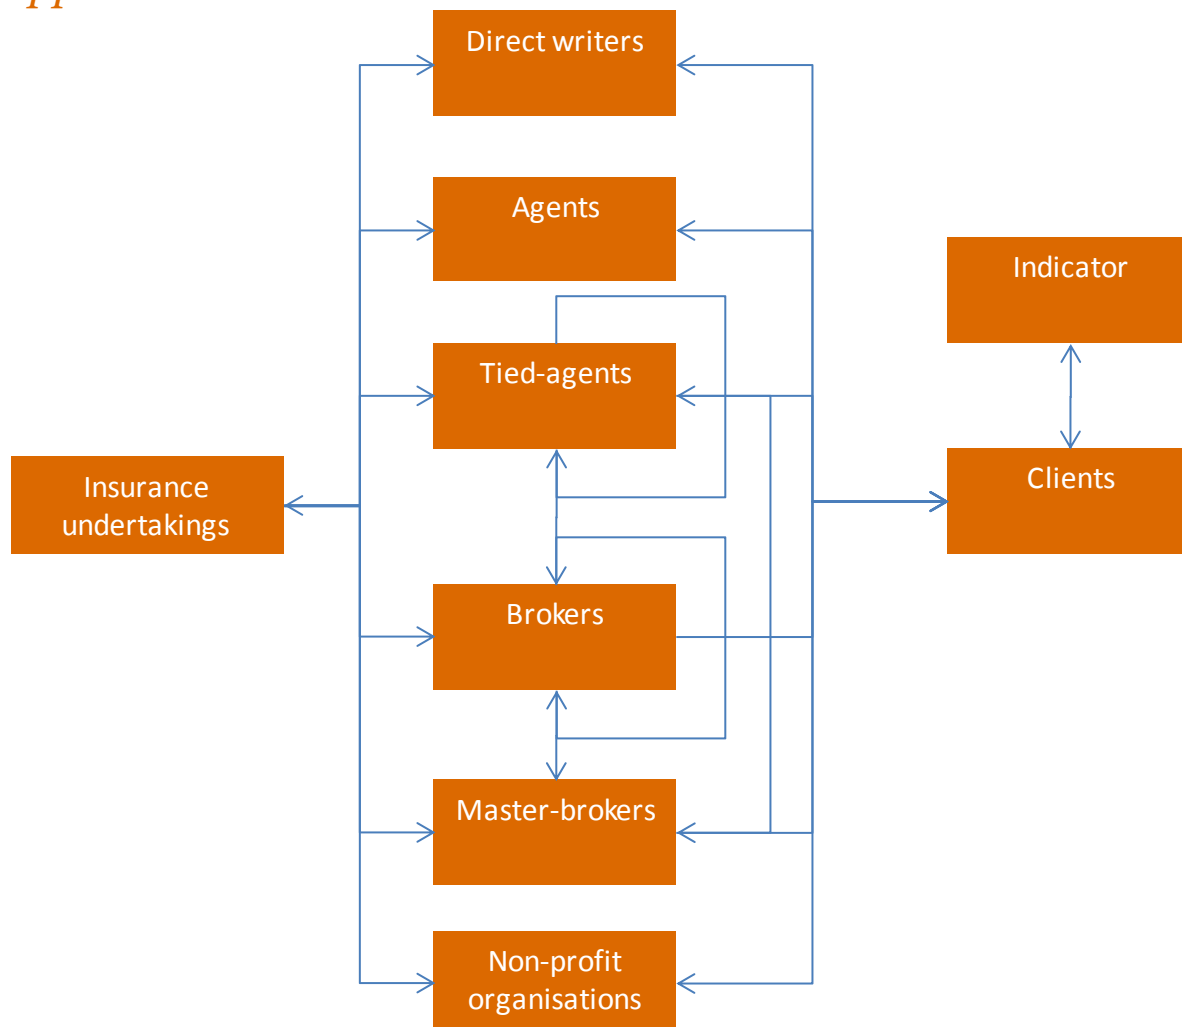 Direct writers
Agents
Indicator
Tied-agents
Insurance
undertakings
Clients
Brokers
Master-brokers
Non-profit
organisations